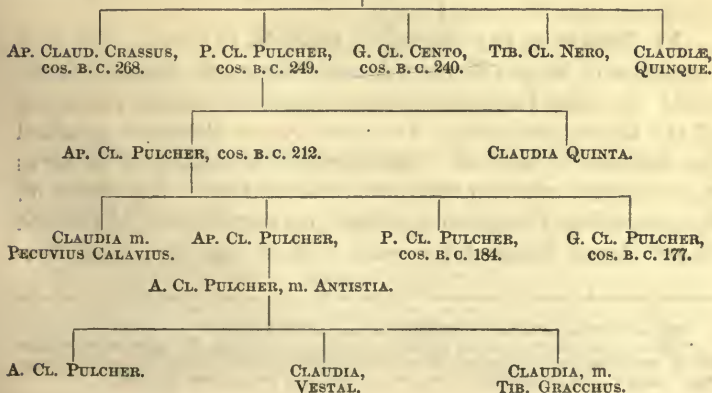 AP. CLAUD. CRASSUS, P. CL. PULCHER, G. CL. CENTO, TIB. CL. NERO, CLAUDIÆ,
COS. B. C. 268. COS. B. C. 249. COS. B. C. 240. QUINQUE.
AP. CL. PULCHER, COS. B. C. 212. CLAUDIA QUINTA.
CLAUDIA m. AP. CL. PULCHER, P. CL. PULCHER, G. CL. PULCHER,
PECUVIUS CALAVIUS. COS. B. C. 184. COS. B. C. 177.
A. CL. PULCHER, m. ANTISTIA.
A. CL. PULCHER. CLAUDIA, CLAUDIA, m.
VESTAL. TIB. GRACCHUS.